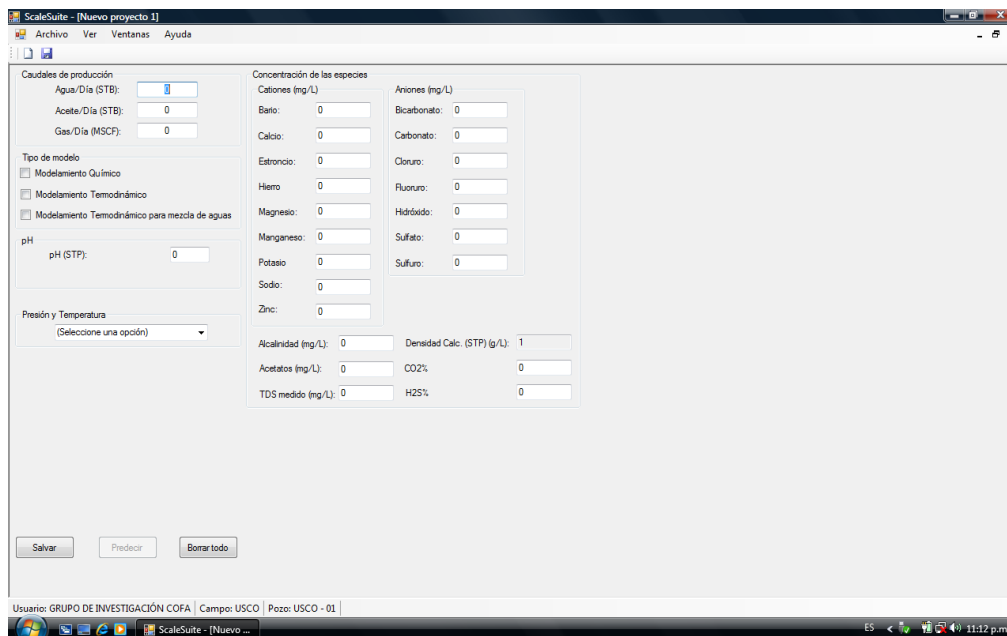 ScaleSuite - [Nuevo proyecto 1]
Archivo Ver Ventanas Ayuda
Caudales de producción
Agua/Día (STB): 0
Aceite/Día (STB): 0
Gas/Día (MSCF): 0
Tipo de modelo
Modelamiento Químico
Modelamiento Termodinámico
Modelamiento Termodinámico para mezcla de aguas
pH
pH (STP): 0
Presión y Temperatura
(Seleccione una opción)
Concentración de las especies
Cationes (mg/L)
Bario: 0
Calcio: 0
Estroncio: 0
Hierro 0
Magnesio: 0
Manganeso: 0
Potasio 0
Sodio: 0
Zinc: 0
Aniones (mg/L)
Bicarbonato: 0
Carbonato: 0
Cloruro: 0
Fluoruro: 0
Hidróxido: 0
Sulfato: 0
Sulfuro: 0
Alcalinidad (mg/L): 0
Densidad Calc. (STP) (g/L): 1
Acetatos (mg/L): 0
CO2% 0
TDS medido (mg/L): 0
H2S% 0
Salvar Predecir Borrar todo
Usuario: GRUPO DE INVESTIGACIÓN COFA Campo: USCO Pozo: USCO - 01
ScaleSuite - [Nuevo ... ES 11:12 p.m.